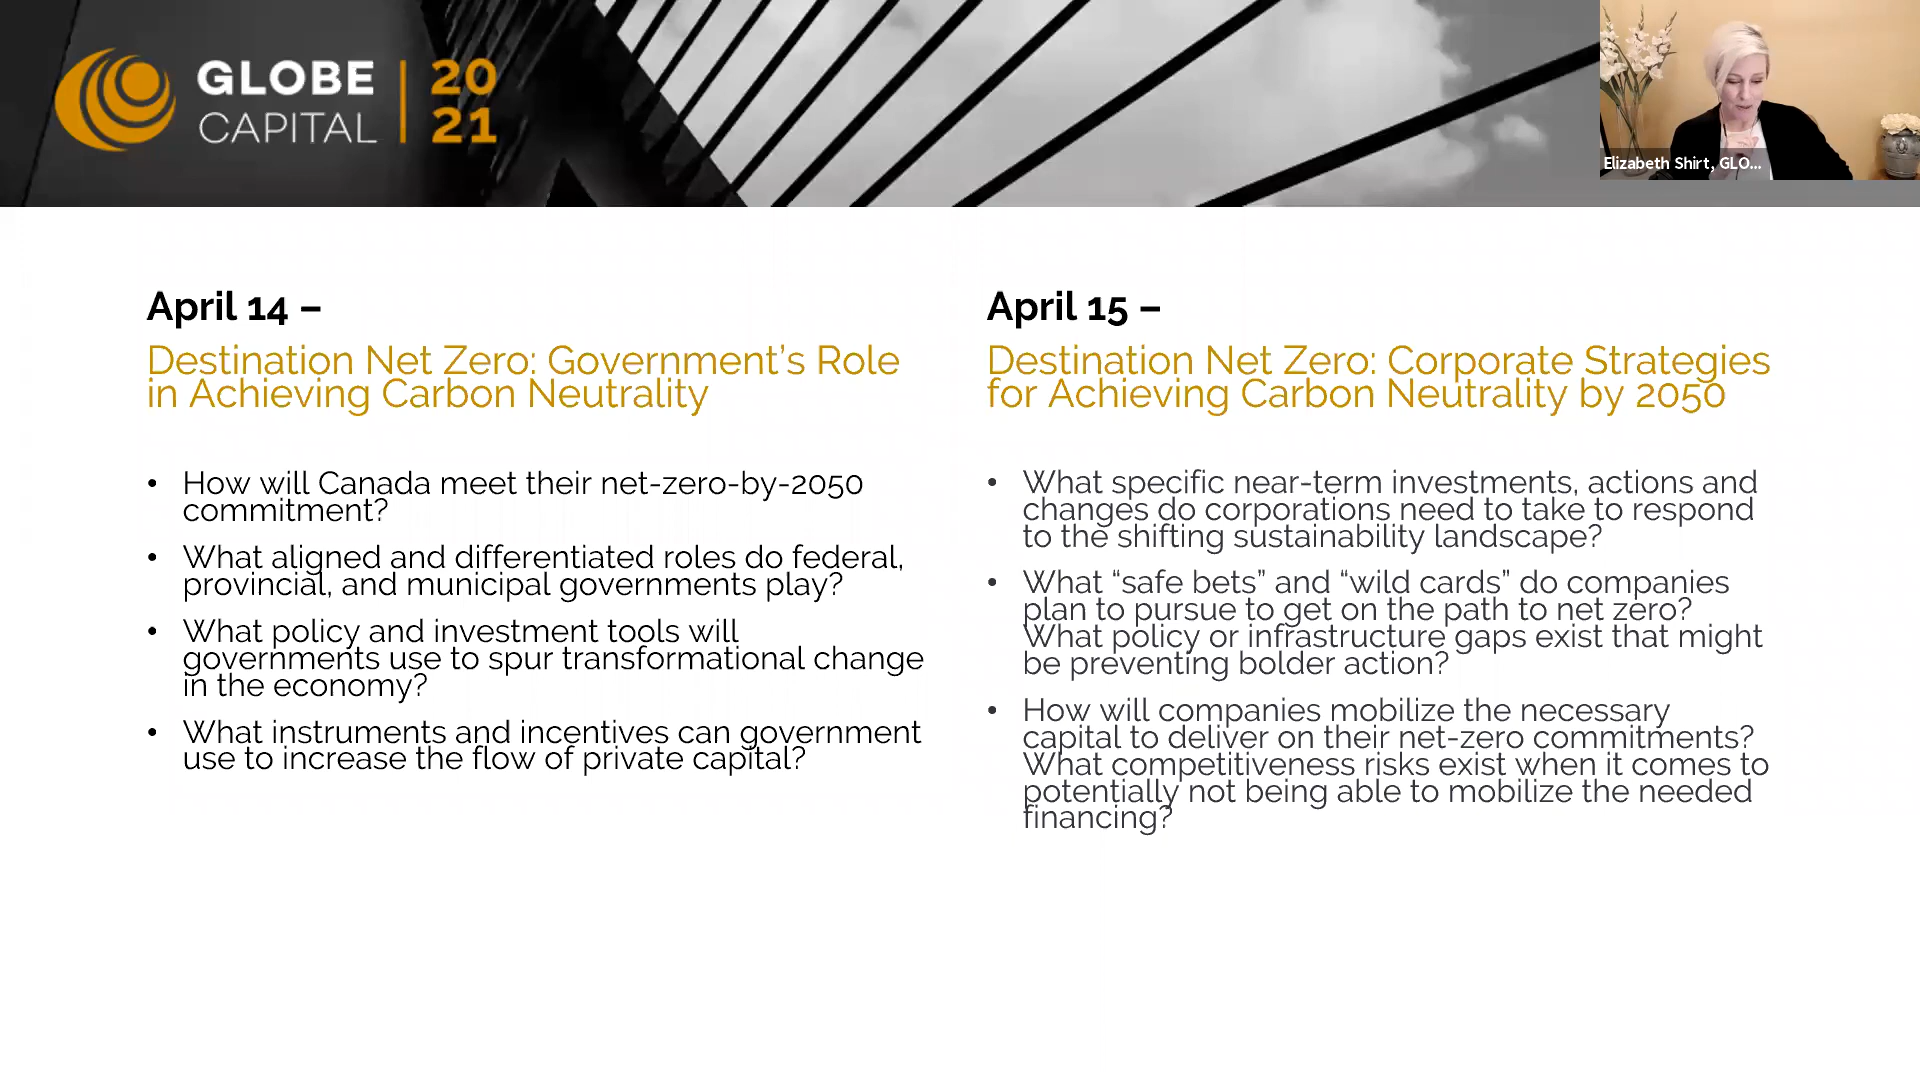 GLOBE
CAPITAL
20
21
Elizabeth Shirt, GLO...
April 14 –
Destination Net Zero: Government’s Role
in Achieving Carbon Neutrality
• How will Canada meet their net-zero-by-2050
commitment?
• What aligned and differentiated roles do federal,
provincial, and municipal governments play?
• What policy and investment tools will
governments use to spur transformational change
in the economy?
• What instruments and incentives can government
use to increase the flow of private capital?
April 15 –
Destination Net Zero: Corporate Strategies
for Achieving Carbon Neutrality by 2050
• What specific near-term investments, actions and
changes do corporations need to take to respond
to the shifting sustainability landscape?
• What “safe bets” and “wild cards” do companies
plan to pursue to get on the path to net zero?
What policy or infrastructure gaps exist that might
be preventing bolder action?
• How will companies mobilize the necessary
capital to deliver on their net-zero commitments?
What competitiveness risks exist when it comes to
potentially not being able to mobilize the needed
financing?